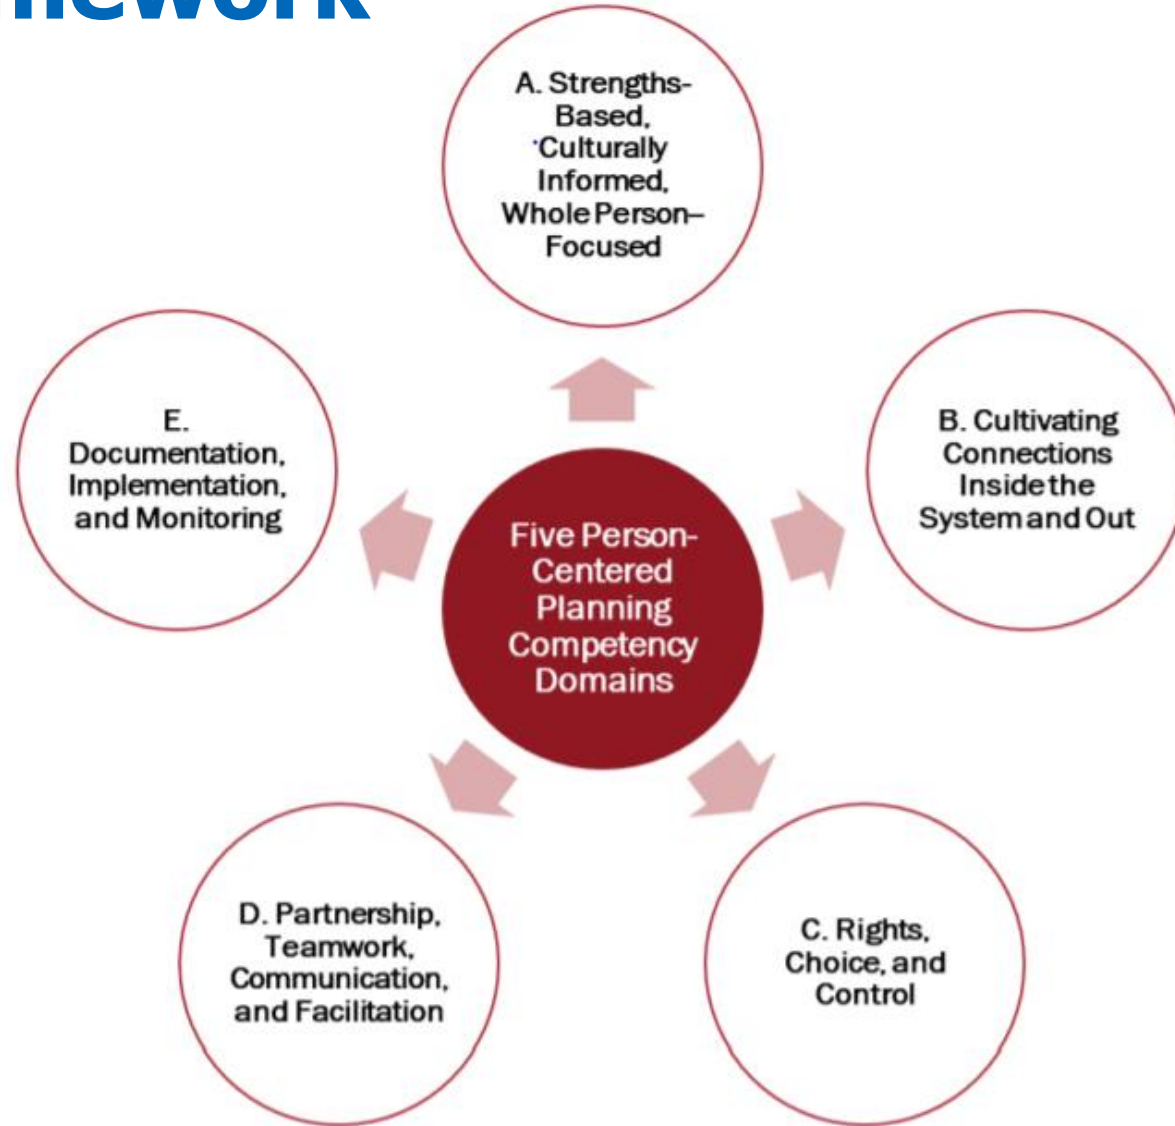 A. Strengths-
Based,
Culturally
Informed,
Whole Person–
Focused
B. Cultivating
Connections
Inside the
System and Out
C. Rights,
Choice, and
Control
D. Partnership,
Teamwork,
Communication,
and Facilitation
E.
Documentation,
Implementation,
and Monitoring
Five Person-
Centered
Planning
Competency
Domains